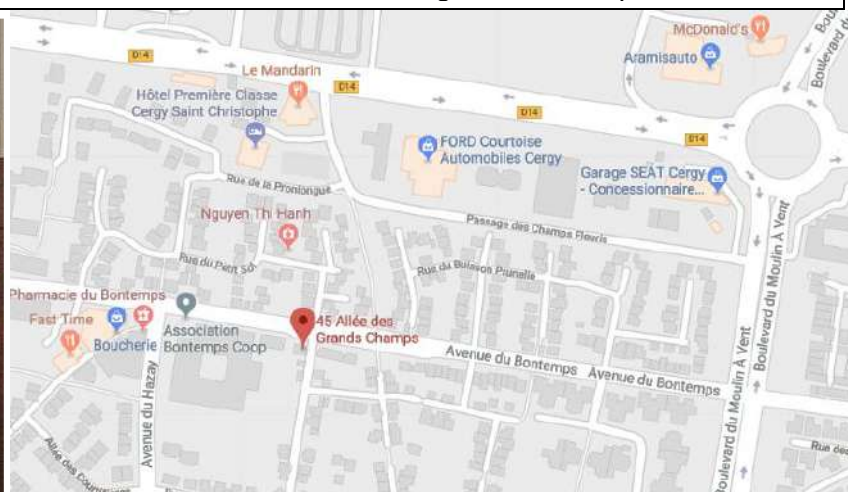 McDonald's
Aramisauto
D14
Le Mandarin
D14
D14
D14
Hôtel Première Classe
Cergy Saint Christophe
FORD Courtoise
Automobiles Cergy
Garage SEAT Cergy
- Concessionnaire...
Rue de la Pronlongue
Nguyen Thi Hanh
Passage des Champs Fleuris
Rue du Petit Sol
Rue du Buisson Prunelle
Boulevard du Moulin À Vent
Pharmacie du Bontemps
Fast Time
Boucherie
Association
Bontemps Coop
45 Allée des
Grands Champs
Avenue du Bontemps
Avenue du Bontemps
Boulevard du Moulin À Vent
Avenue du Hazay
Rue des